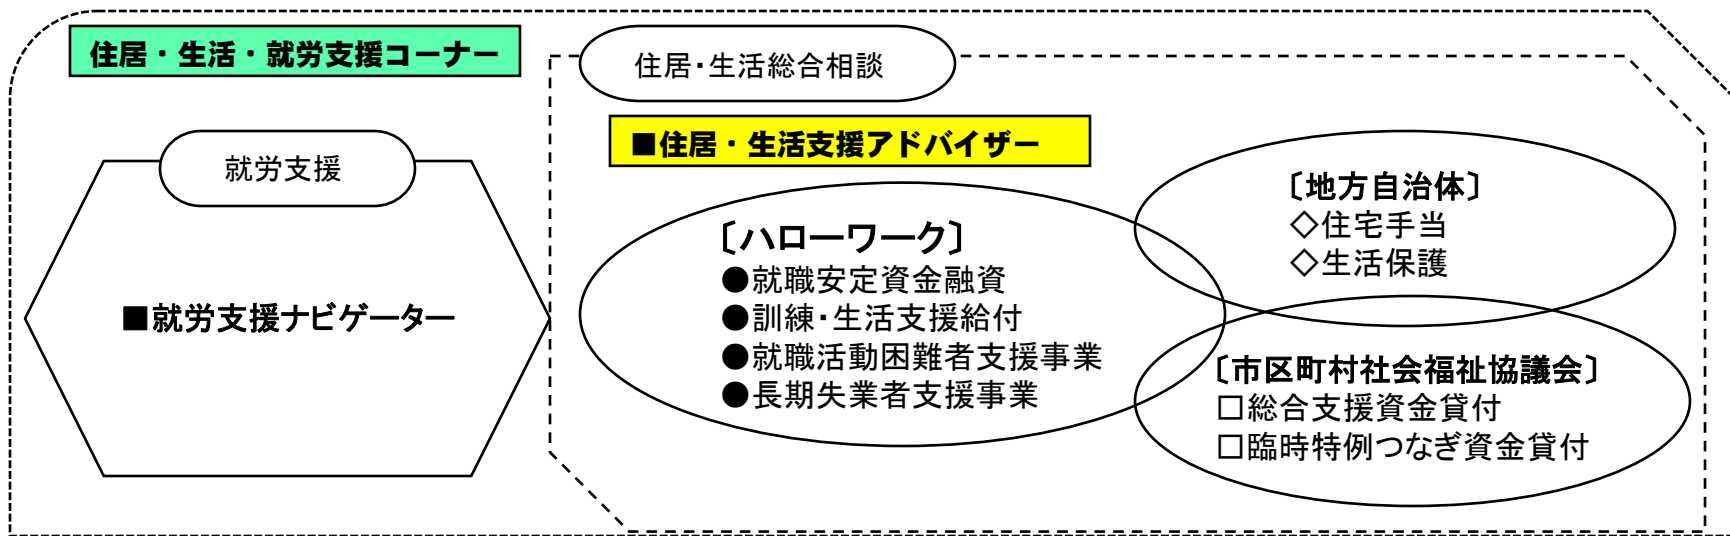 住居・生活・就労支援コーナー
住居・生活総合相談
就労支援
■就労支援ナビゲーター
■住居・生活支援アドバイザー
〔ハローワーク〕
●就職安定資金融資
●訓練・生活支援給付
●就職活動困難者支援事業
●長期失業者支援事業
〔地方自治体〕
◇住宅手当
◇生活保護
〔市区町村社会福祉協議会〕
□総合支援資金貸付
□臨時特例つなぎ資金貸付